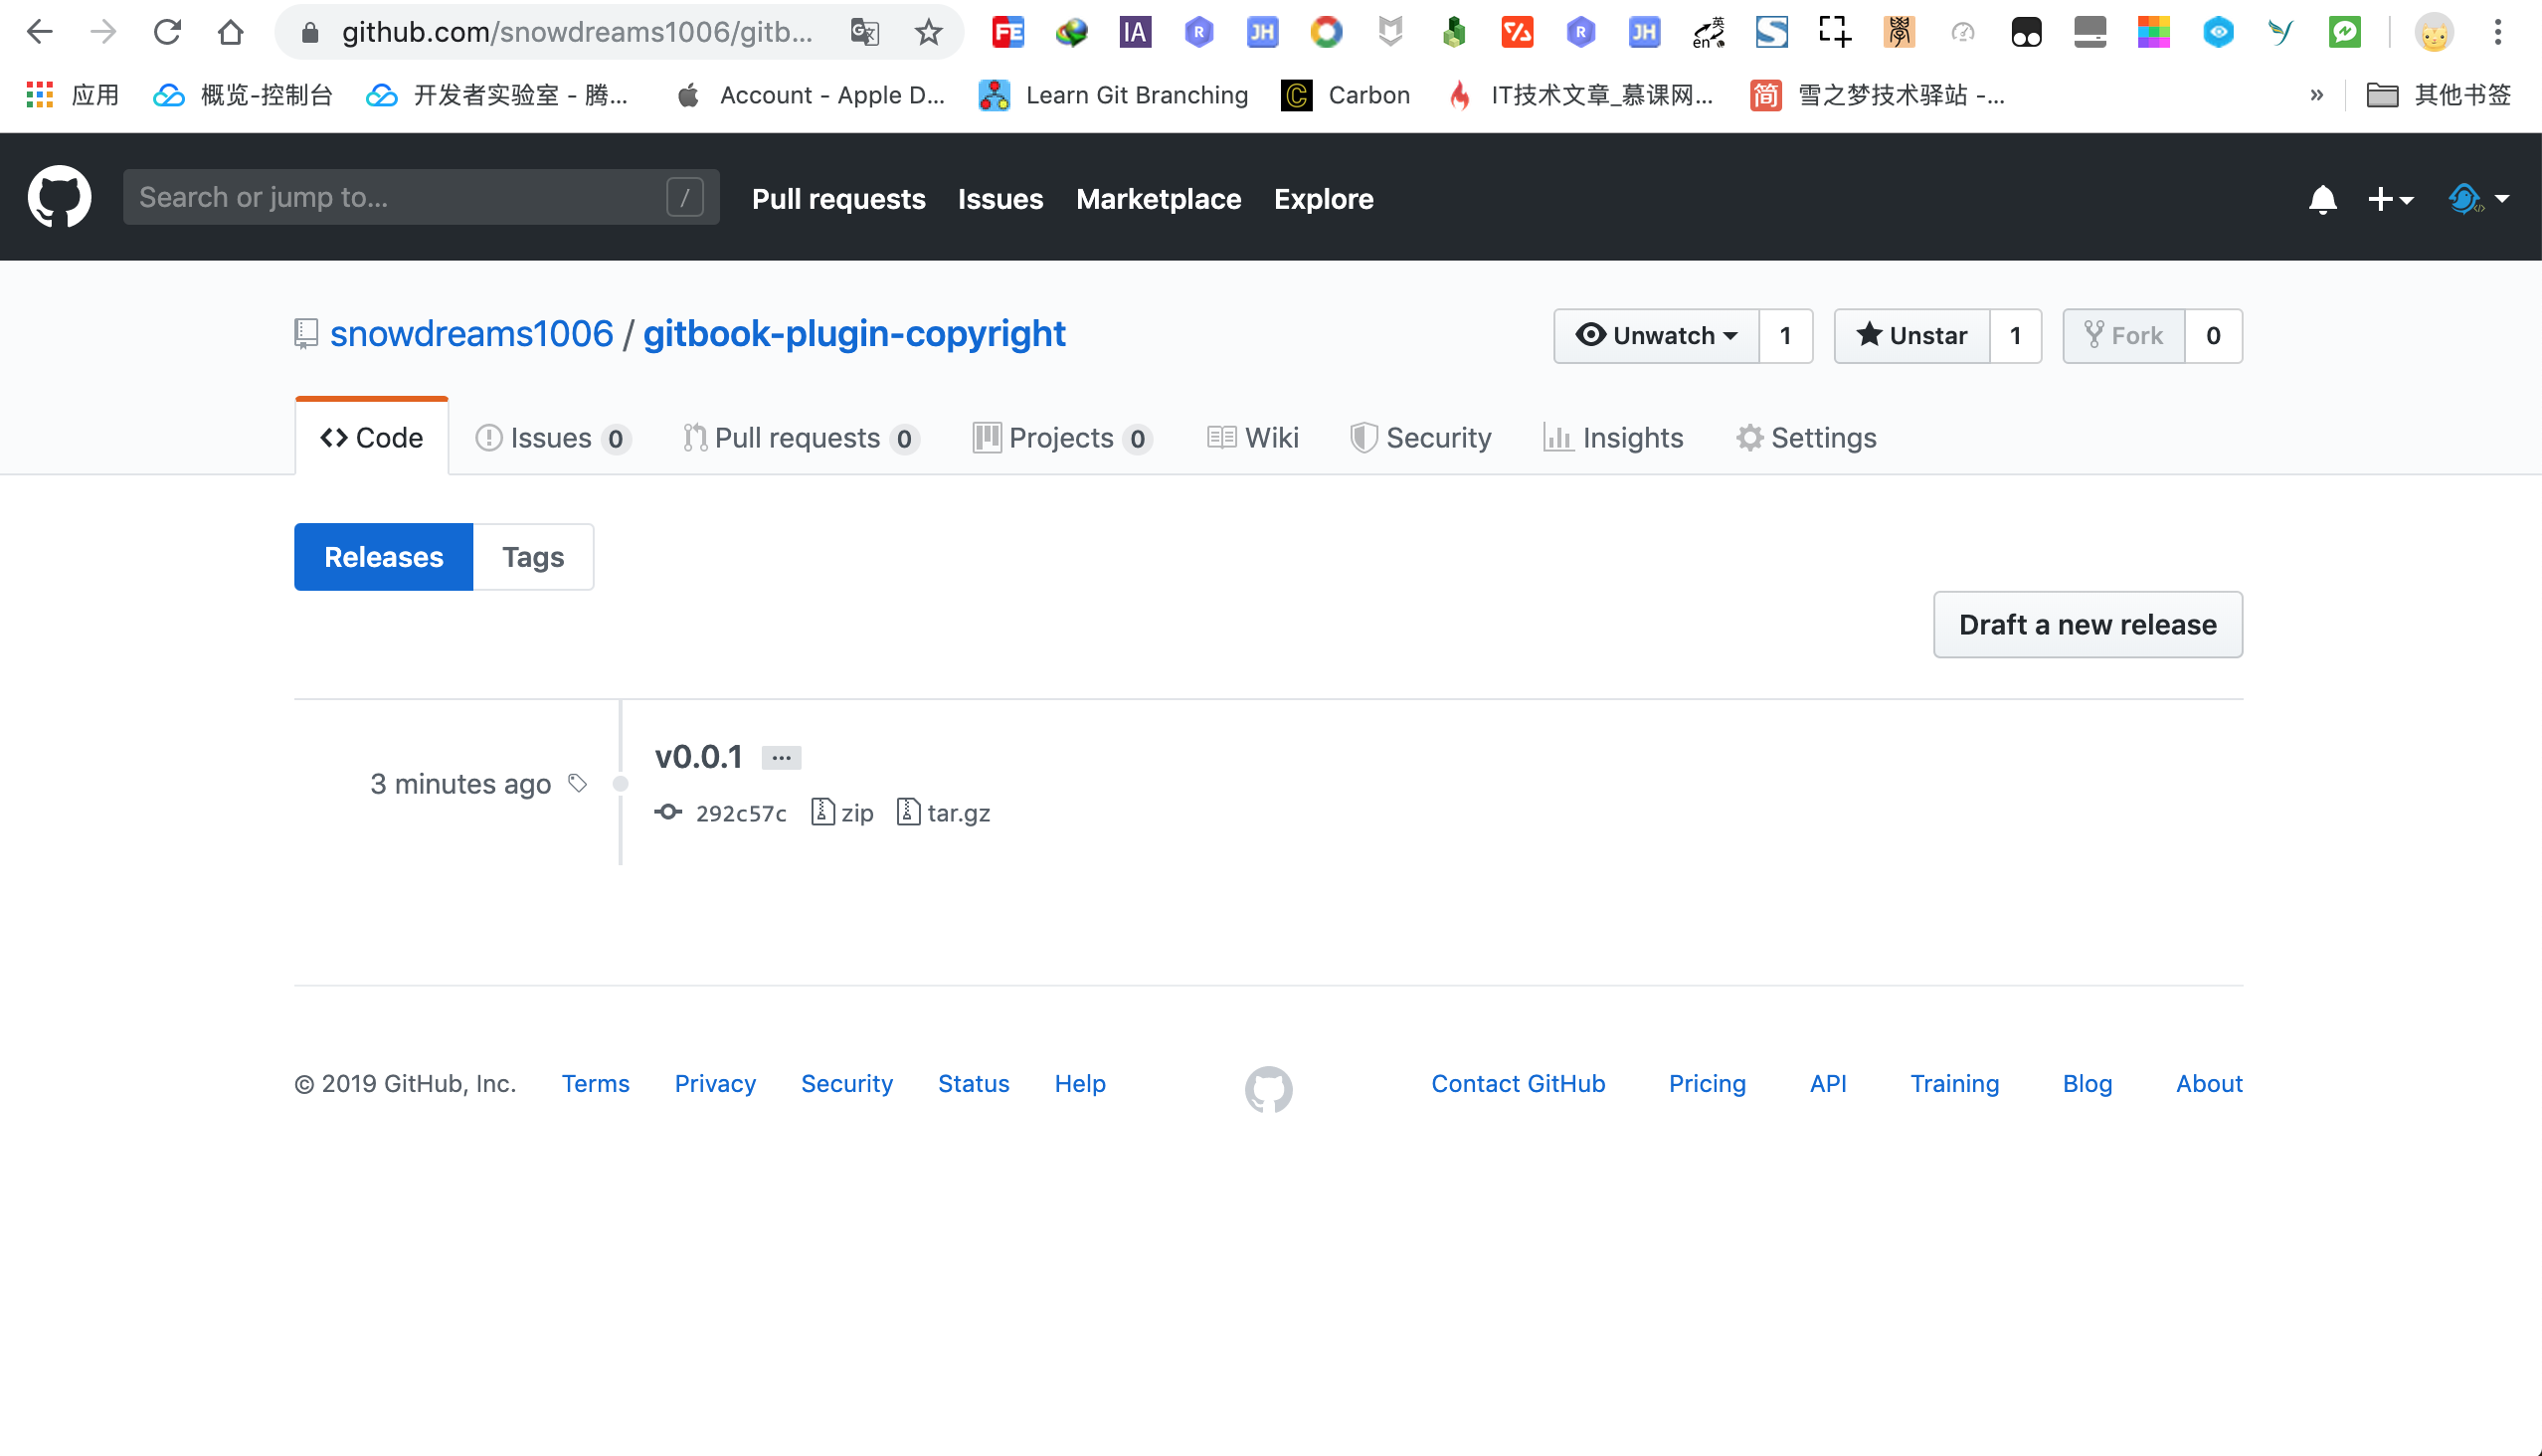 github.com/snowdreams1006/gitb...
应用 概览-控制台 开发者实验室 - 腾... Account - Apple D... Learn Git Branching Carbon IT技术文章_慕课网... 简 雪之梦技术驿站 -... » 其他书签
Search or jump to... / Pull requests Issues Marketplace Explore
snowdreams1006 / gitbook-plugin-copyright Unwatch 1 Unstar 1 Fork 0
Code Issues 0 Pull requests 0 Projects 0 Wiki Security Insights Settings
Releases Tags
Draft a new release
v0.0.1 ...
3 minutes ago
292c57c zip tar.gz
© 2019 GitHub, Inc. Terms Privacy Security Status Help Contact GitHub Pricing API Training Blog About